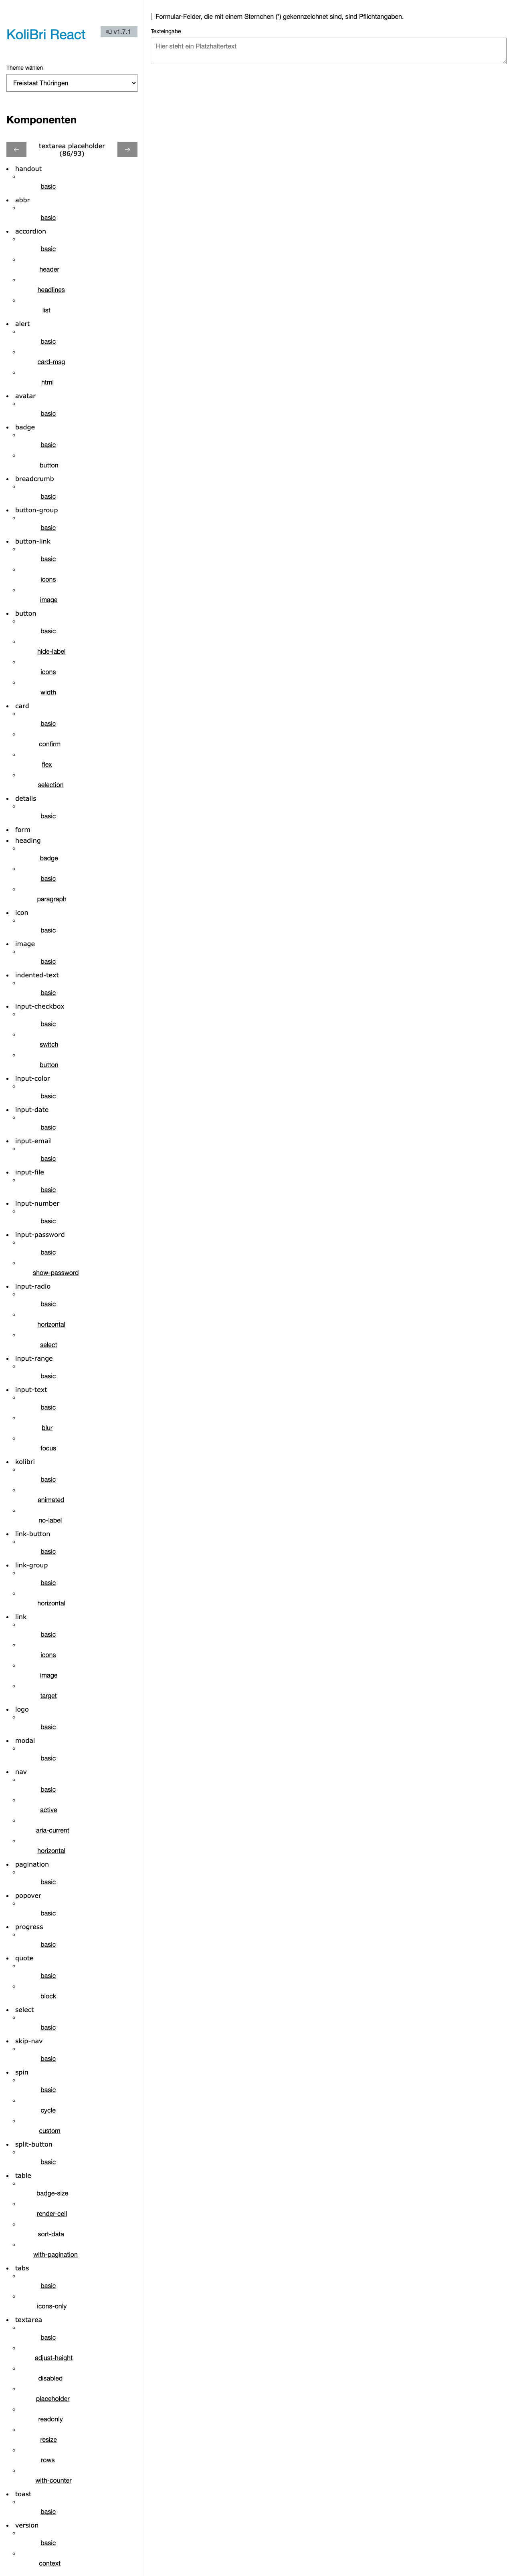 KoliBri React
v1.7.1
Theme wählen
Freistaat Thüringen
Komponenten
←
textarea placeholder
(86/93)
→
handout
basic
abbr
basic
accordion
basic
header
headlines
list
alert
basic
card-msg
html
avatar
basic
badge
basic
button
breadcrumb
basic
button-group
basic
button-link
basic
icons
image
button
basic
hide-label
icons
width
card
basic
confirm
flex
selection
details
basic
form
heading
badge
basic
paragraph
icon
basic
image
basic
indented-text
basic
input-checkbox
basic
switch
button
input-color
basic
input-date
basic
input-email
basic
input-file
basic
input-number
basic
input-password
basic
show-password
input-radio
basic
horizontal
select
input-range
basic
input-text
basic
blur
focus
kolibri
basic
animated
no-label
link-button
basic
link-group
basic
horizontal
link
basic
icons
image
target
logo
basic
modal
basic
nav
basic
active
aria-current
horizontal
pagination
basic
popover
basic
progress
basic
quote
basic
block
select
basic
skip-nav
basic
spin
basic
cycle
custom
split-button
basic
table
badge-size
render-cell
sort-data
with-pagination
tabs
basic
icons-only
textarea
basic
adjust-height
disabled
placeholder
readonly
resize
rows
with-counter
toast
basic
version
basic
context
Formular-Felder, die mit einem Sternchen (*) gekennzeichnet sind, sind Pflichtangaben.
Texteingabe
Hier steht ein Platzhaltertext